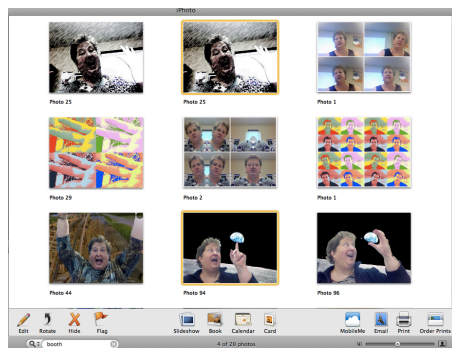 iPhoto
Photo 25
Photo 25
Photo 1
Photo 29
Photo 2
Photo 1
Photo 44
Photo 94
Photo 96
Edit
Rotate
Hide
Flag
Slideshow
Book
Calendar
Card
MobileMe
Email
Print
Order Prints
booth
4 of 20 photos